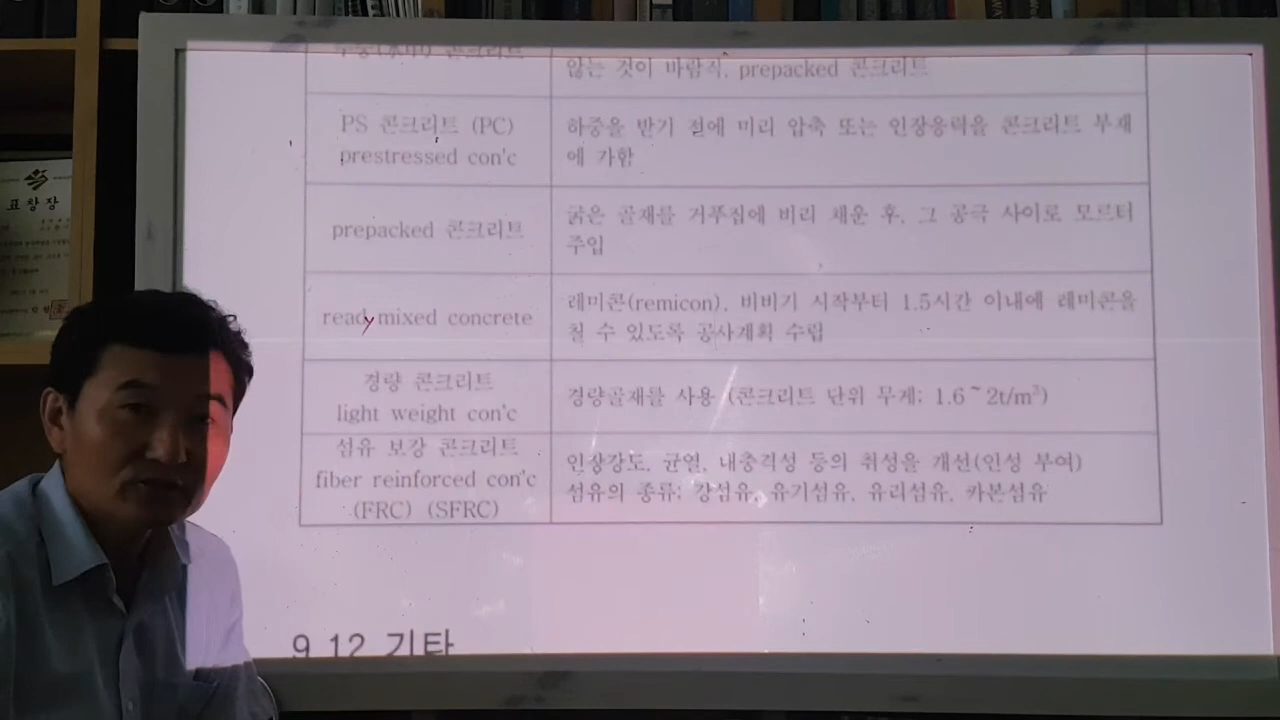 콘크리트
않는 것이 바람직, prepacked 콘크리트
PS 콘크리트 (PC)
prestressed con'c
하중을 받기 전에 미리 압축 또는 인장응력을 콘크리트 부재
에 가함
prepacked 콘크리트
굵은 골재를 거푸집에 미리 채운 후, 그 공극 사이로 모르터
주입
ready mixed concrete
레미콘(remicon), 비비기 시작부터 1.5시간 이내에 레미콘을
칠 수 있도록 공사계획 수립
경량 콘크리트
light weight con'c
경량골재를 사용 (콘크리트 단위 무게; 1.6~2t/m³)
섬유 보강 콘크리트
fiber reinforced con'c
(FRC) (SFRC)
인장강도, 균열, 내충격성 등의 취성을 개선(인성 부여)
섬유의 종류; 강섬유, 유기섬유, 유리섬유, 카본섬유
9.12 기타
표창장